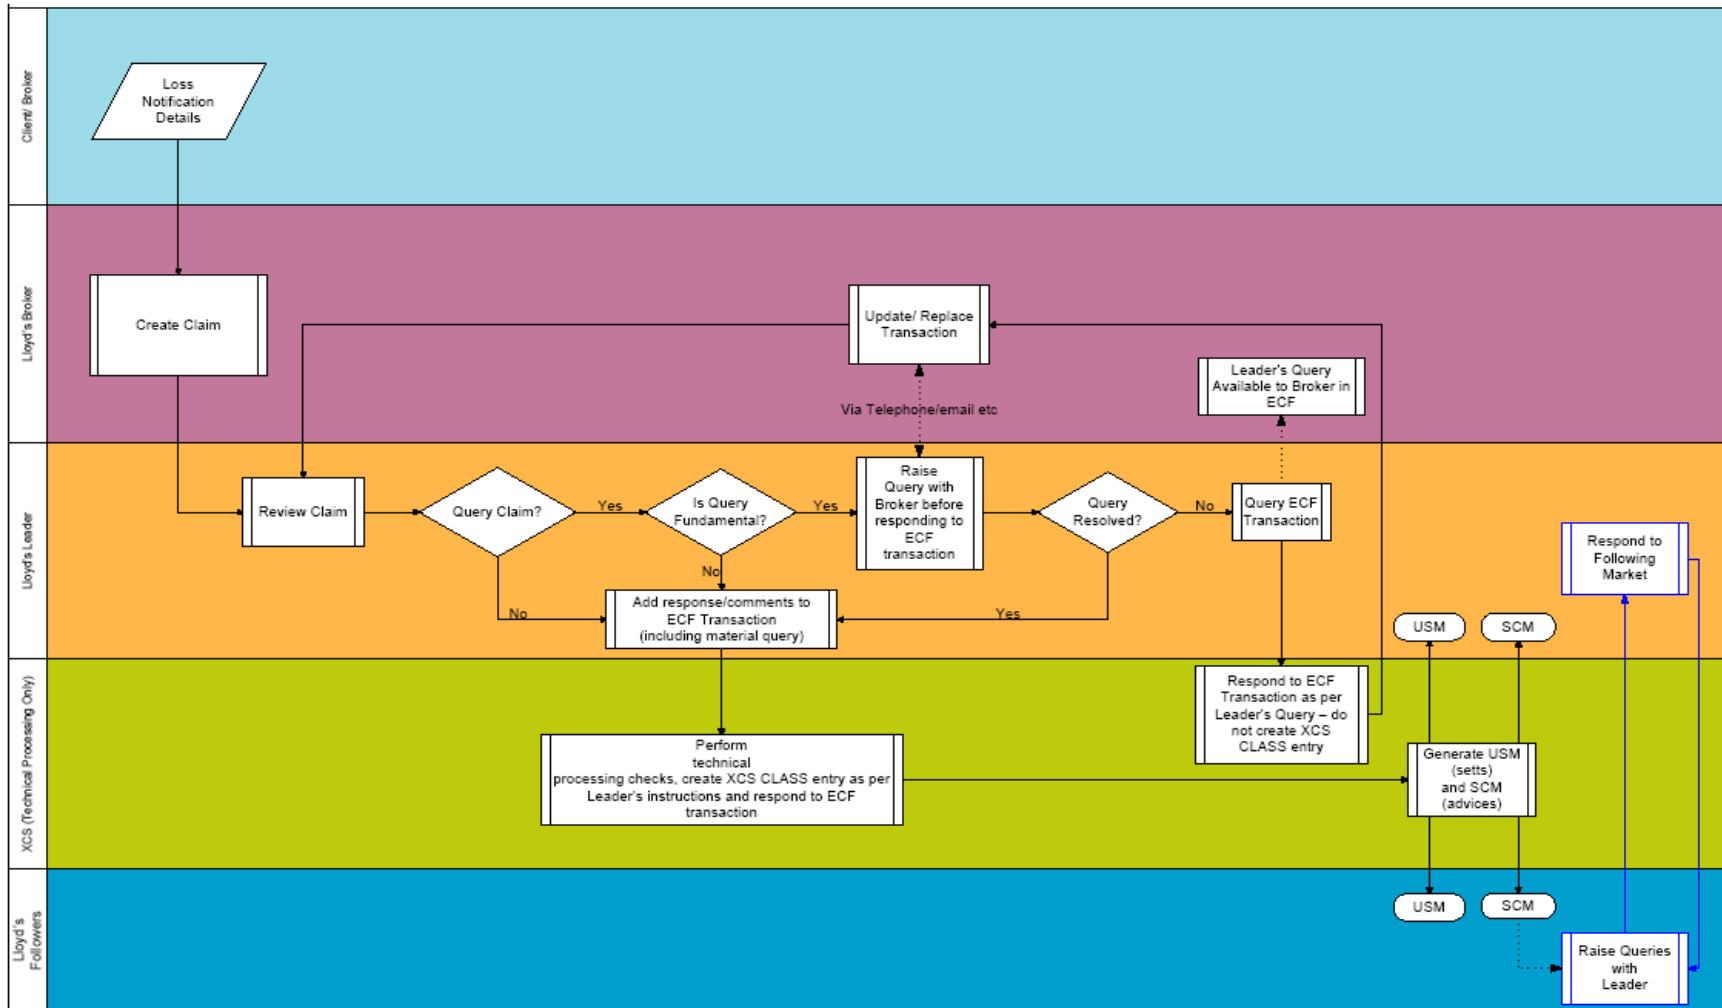 Client/ Broker
Loss
Notification
Details
Lloyd's Broker
Create Claim
Update/ Replace
Transaction
Via Telephone/email etc
Leader's Query
Available to Broker in
ECF
Lloyd's Leader
Review Claim
Query Claim?
Yes
No
Is Query
Fundamental?
Yes
No
Raise
Query with
Broker before
responding to
ECF
transaction
Query
Resolved?
No
Yes
Query ECF
Transaction
Add response/comments to
ECF Transaction
(including material query)
Respond to
Following
Market
USM
SCM
XCS (Technical Processing Only)
Perform
technical
processing checks, create XCS CLASS entry as per
Leader's instructions and respond to ECF
transaction
Respond to ECF
Transaction as per
Leader's Query – do
not create XCS
CLASS entry
Generate USM
(setts)
and SCM
(advices)
Lloyd's
Followers
USM
SCM
Raise Queries
with
Leader